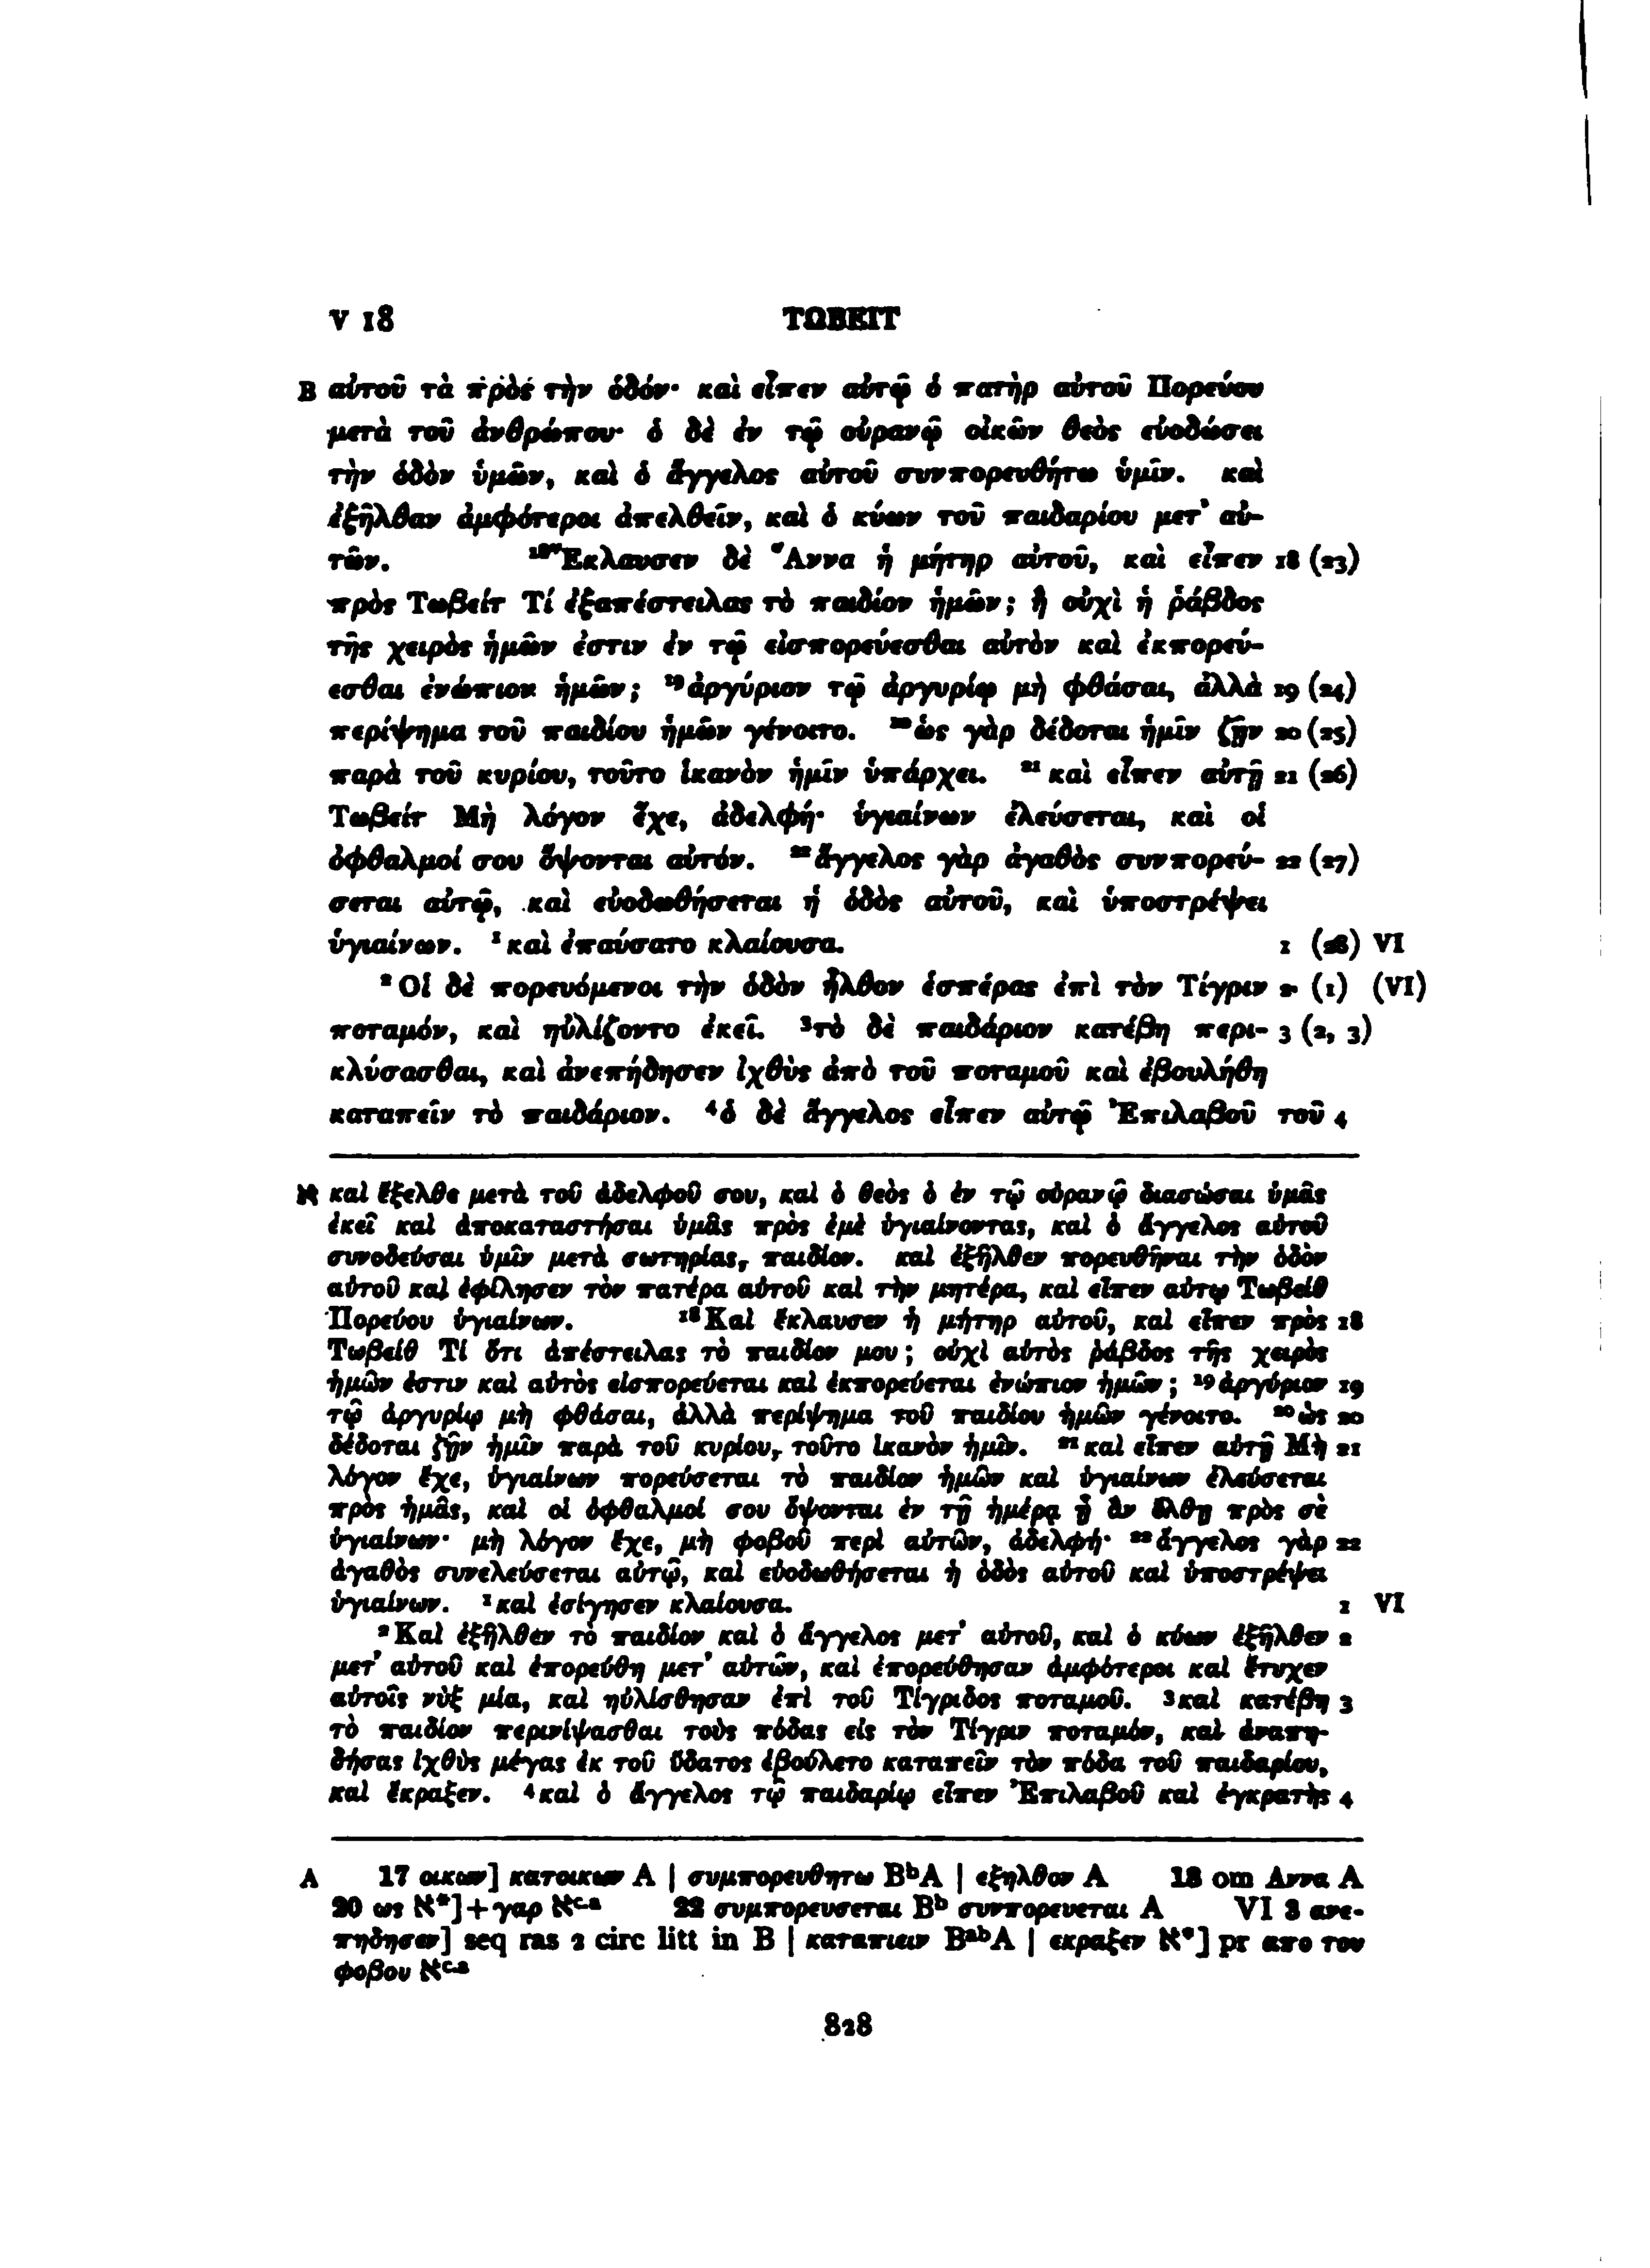 V 18 ΤΩΒΕΙΤ
B αὐτοῦ τὰ πρὸς τὴν ὁδόν· καὶ εἶπεν αὐτῷ ὁ πατὴρ αὐτοῦ Πορεύου
μετὰ τοῦ ἀνθρώπου· ὁ δὲ ἐν τῷ οὐρανῷ οἰκῶν θεὸς εὐοδώσει
τὴν ὁδὸν ὑμῶν, καὶ ὁ ἄγγελος αὐτοῦ συνπορευθήτω ὑμῖν. καὶ
ἐξῆλθαν ἀμφότεροι ἀπελθεῖν, καὶ ὁ κύων τοῦ παιδαρίου μετ᾽ αὐ-
τῶν. ¹⁸Ἔκλαυσεν δὲ Ἄννα ἡ μήτηρ αὐτοῦ, καὶ εἶπεν 18 (23)
πρὸς Τωβείτ Τί ἐξαπέστειλας τὸ παιδίον ἡμῶν; ἢ οὐχὶ ἡ ῥάβδος
τῆς χειρὸς ἡμῶν ἐστιν ἐν τῷ εἰσπορεύεσθαι αὐτὸν καὶ ἐκπορεύ-
εσθαι ἐνώπιον ἡμῶν; ¹⁹ἀργύριον τῷ ἀργυρίῳ μὴ φθάσαι, ἀλλὰ 19 (24)
περίψημα τοῦ παιδίου ἡμῶν γένοιτο. ²⁰ὡς γὰρ δέδοται ἡμῖν ζῇν 20 (25)
παρὰ τοῦ κυρίου, τοῦτο ἱκανὸν ἡμῖν ὑπάρχει. ²¹καὶ εἶπεν αὐτῇ 21 (26)
Τωβείτ Μὴ λόγον ἔχε, ἀδελφή· ὑγιαίνων ἐλεύσεται, καὶ οἱ
ὀφθαλμοί σου ὄψονται αὐτόν. ²²ἄγγελος γὰρ ἀγαθὸς συνπορεύ- 22 (27)
σεται αὐτῷ, καὶ εὐοδωθήσεται ἡ ὁδὸς αὐτοῦ, καὶ ὑποστρέψει
ὑγιαίνων. ¹καὶ ἐπαύσατο κλαίουσα. 1 (28) VI
²Οἱ δὲ πορευόμενοι τὴν ὁδὸν ἦλθον ἑσπέρας ἐπὶ τὸν Τίγριν 2 (1) (VI)
ποταμόν, καὶ ηὐλίζοντο ἐκεῖ. ³τὸ δὲ παιδάριον κατέβη περι- 3 (2, 3)
κλύσασθαι, καὶ ἀνεπήδησεν ἰχθὺς ἀπὸ τοῦ ποταμοῦ καὶ ἐβουλήθη
καταπεῖν τὸ παιδάριον. ⁴ὁ δὲ ἄγγελος εἶπεν αὐτῷ Ἐπιλαβοῦ τοῦ 4
ℵ καὶ ἔξελθε μετὰ τοῦ ἀδελφοῦ σου, καὶ ὁ θεὸς ὁ ἐν τῷ οὐρανῷ διασώσαι ὑμᾶς
ἐκεῖ καὶ ἀποκαταστήσαι ὑμᾶς πρὸς ἐμὲ ὑγιαίνοντας, καὶ ὁ ἄγγελος αὐτοῦ
συνοδεύσαι ὑμῖν μετὰ σωτηρίας, παιδίον. καὶ ἐξῆλθεν πορευθῆναι τὴν ὁδὸν
αὐτοῦ καὶ ἐφίλησεν τὸν πατέρα αὐτοῦ καὶ τὴν μητέρα, καὶ εἶπεν αὐτῳ Τωβείθ
Πορεύου ὑγιαίνων. ¹⁸Καὶ ἔκλαυσεν ἡ μήτηρ αὐτοῦ, καὶ εἶπεν πρὸς 18
Τωβείθ Τί ὅτι ἀπέστειλας τὸ παιδίον μου; οὐχὶ αὐτὸς ῥάβδος τῆς χειρὸς
ἡμῶν ἐστιν καὶ αὐτὸς εἰσπορεύεται καὶ ἐκπορεύεται ἐνώπιον ἡμῶν; ¹⁹ἀργύριον 19
τῷ ἀργυρίῳ μὴ φθάσαι, ἀλλὰ περίψημα τοῦ παιδίου ἡμῶν γένοιτο. ²⁰ὡς 20
δέδοται ζῇν ἡμῖν παρὰ τοῦ κυρίου, τοῦτο ἱκανὸν ἡμῖν. ²¹καὶ εἶπεν αὐτῇ Μὴ 21
λόγον ἔχε, ὑγιαίνων πορεύσεται τὸ παιδίον ἡμῶν καὶ ὑγιαίνων ἐλεύσεται
πρὸς ἡμᾶς, καὶ οἱ ὀφθαλμοί σου ὄψονται ἐν τῇ ἡμέρᾳ ᾗ ἂν ἔλθῃ πρὸς σὲ
ὑγιαίνων· μὴ λόγον ἔχε, μὴ φοβοῦ περὶ αὐτῶν, ἀδελφή· ²²ἄγγελος γὰρ 22
ἀγαθὸς συνελεύσεται αὐτῷ, καὶ εὐοδωθήσεται ἡ ὁδὸς αὐτοῦ καὶ ὑποστρέψει
ὑγιαίνων. ¹καὶ ἐσίγησεν κλαίουσα. 1 VI
²Καὶ ἐξῆλθεν τὸ παιδίον καὶ ὁ ἄγγελος μετ᾽ αὐτοῦ, καὶ ὁ κύων ἐξῆλθεν 2
μετ᾽ αὐτοῦ καὶ ἐπορεύθη μετ᾽ αὐτῶν, καὶ ἐπορεύθησαν ἀμφότεροι καὶ ἔτυχεν
αὐτοῖς νὺξ μία, καὶ ηὐλίσθησαν ἐπὶ τοῦ Τίγριδος ποταμοῦ. ³καὶ κατέβη 3
τὸ παιδίον περινίψασθαι τοὺς πόδας εἰς τὸν Τίγριν ποταμόν, καὶ ἀναπη-
δήσας ἰχθὺς μέγας ἐκ τοῦ ὕδατος ἐβούλετο καταπεῖν τὸν πόδα τοῦ παιδαρίου,
καὶ ἔκραξεν. ⁴καὶ ὁ ἄγγελος τῷ παιδαρίῳ εἶπεν Ἐπιλαβοῦ καὶ ἐγκρατὴς 4
A 17 οικων] κατοικων A | συμπορευθητω BᵇA | εξηλθον A 18 om Αννα A
20 ως ℵ*]+γαρ ℵᶜ·ᵃ 22 συμπορευσεται Bᵇ συνπορευεται A VI 3 ανε-
πηδησεν] seq ras 2 circ litt in B | καταπιειν BᵃᵇA | εκραξεν ℵ*] pr απο του
φοβου ℵᶜ·ᵃ
828